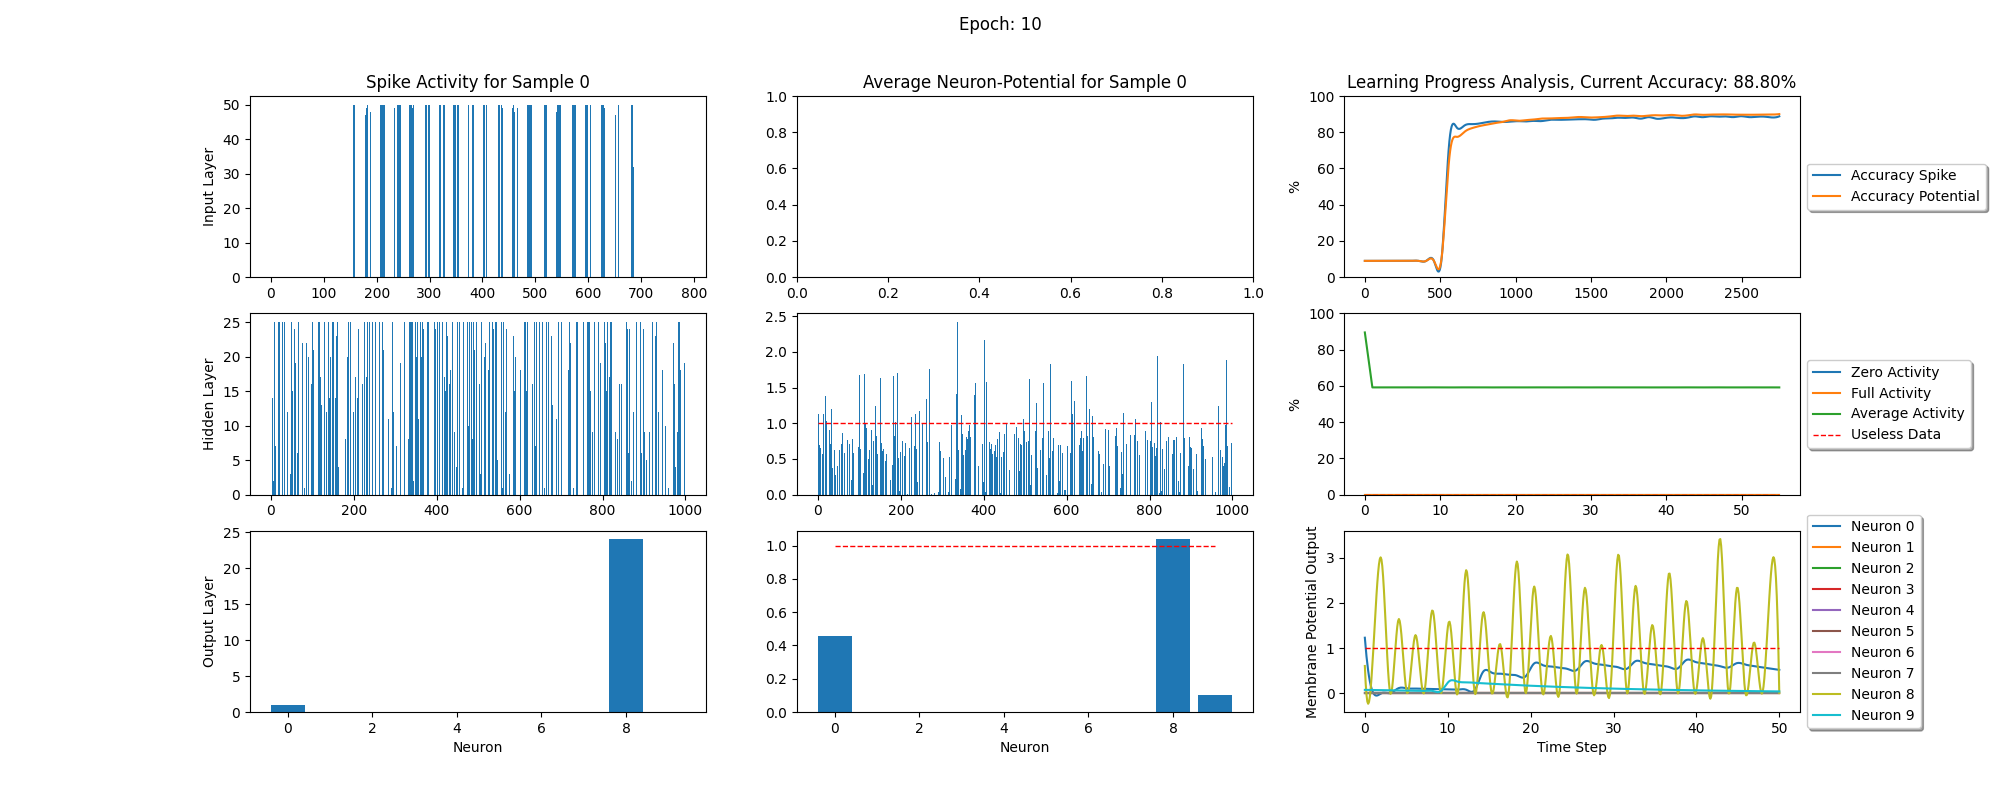 Epoch: 10
Spike Activity for Sample 0
Average Neuron-Potential for Sample 0
Learning Progress Analysis, Current Accuracy: 88.80%
Input Layer
50
40
30
20
10
0
0 100 200 300 400 500 600 700 800
1.0
0.8
0.6
0.4
0.2
0.0
0.0 0.2 0.4 0.6 0.8 1.0
%
100
80
60
40
20
0
0 500 1000 1500 2000 2500
Accuracy Spike
Accuracy Potential
Hidden Layer
25
20
15
10
5
0
0 200 400 600 800 1000
2.5
2.0
1.5
1.0
0.5
0.0
0 200 400 600 800 1000
%
100
80
60
40
20
0
0 10 20 30 40 50
Zero Activity
Full Activity
Average Activity
Useless Data
Output Layer
25
20
15
10
5
0
0 2 4 6 8
Neuron
1.0
0.8
0.6
0.4
0.2
0.0
0 2 4 6 8
Neuron
Membrane Potential Output
3
2
1
0
0 10 20 30 40 50
Time Step
Neuron 0
Neuron 1
Neuron 2
Neuron 3
Neuron 4
Neuron 5
Neuron 6
Neuron 7
Neuron 8
Neuron 9